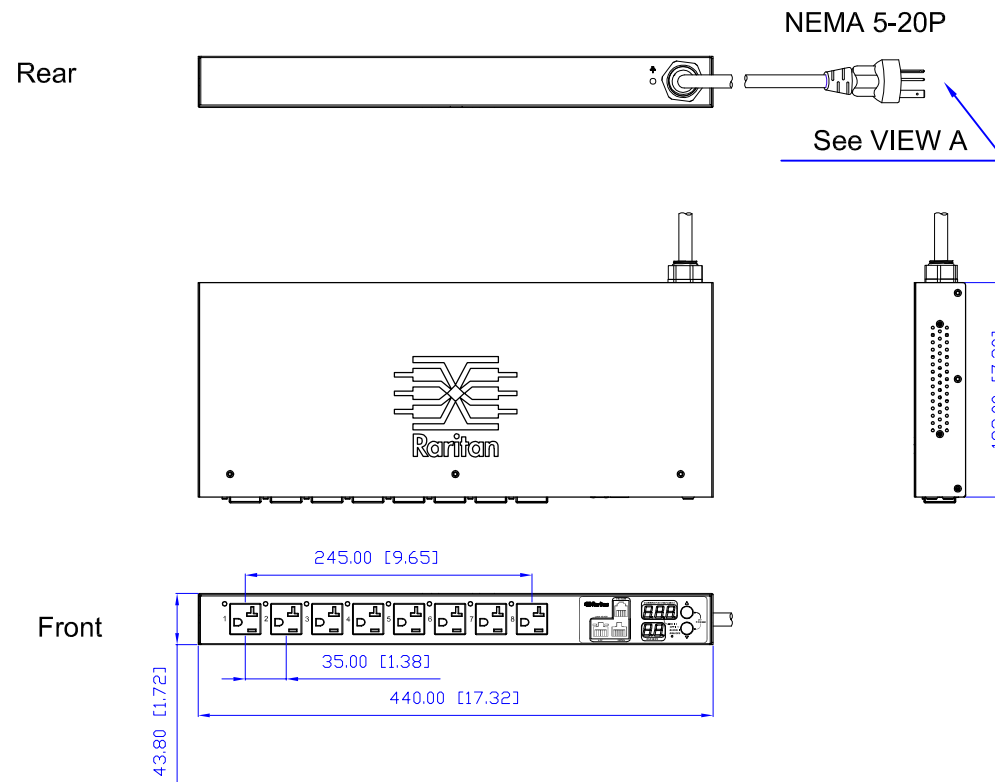 NEMA 5-20P
Rear
See VIEW A
Raritan
245.00 [9.65]
Raritan
1 2 3 4 5 6 7 8
Front
35.00 [1.38]
440.00 [17.32]
43.80 [1.72]